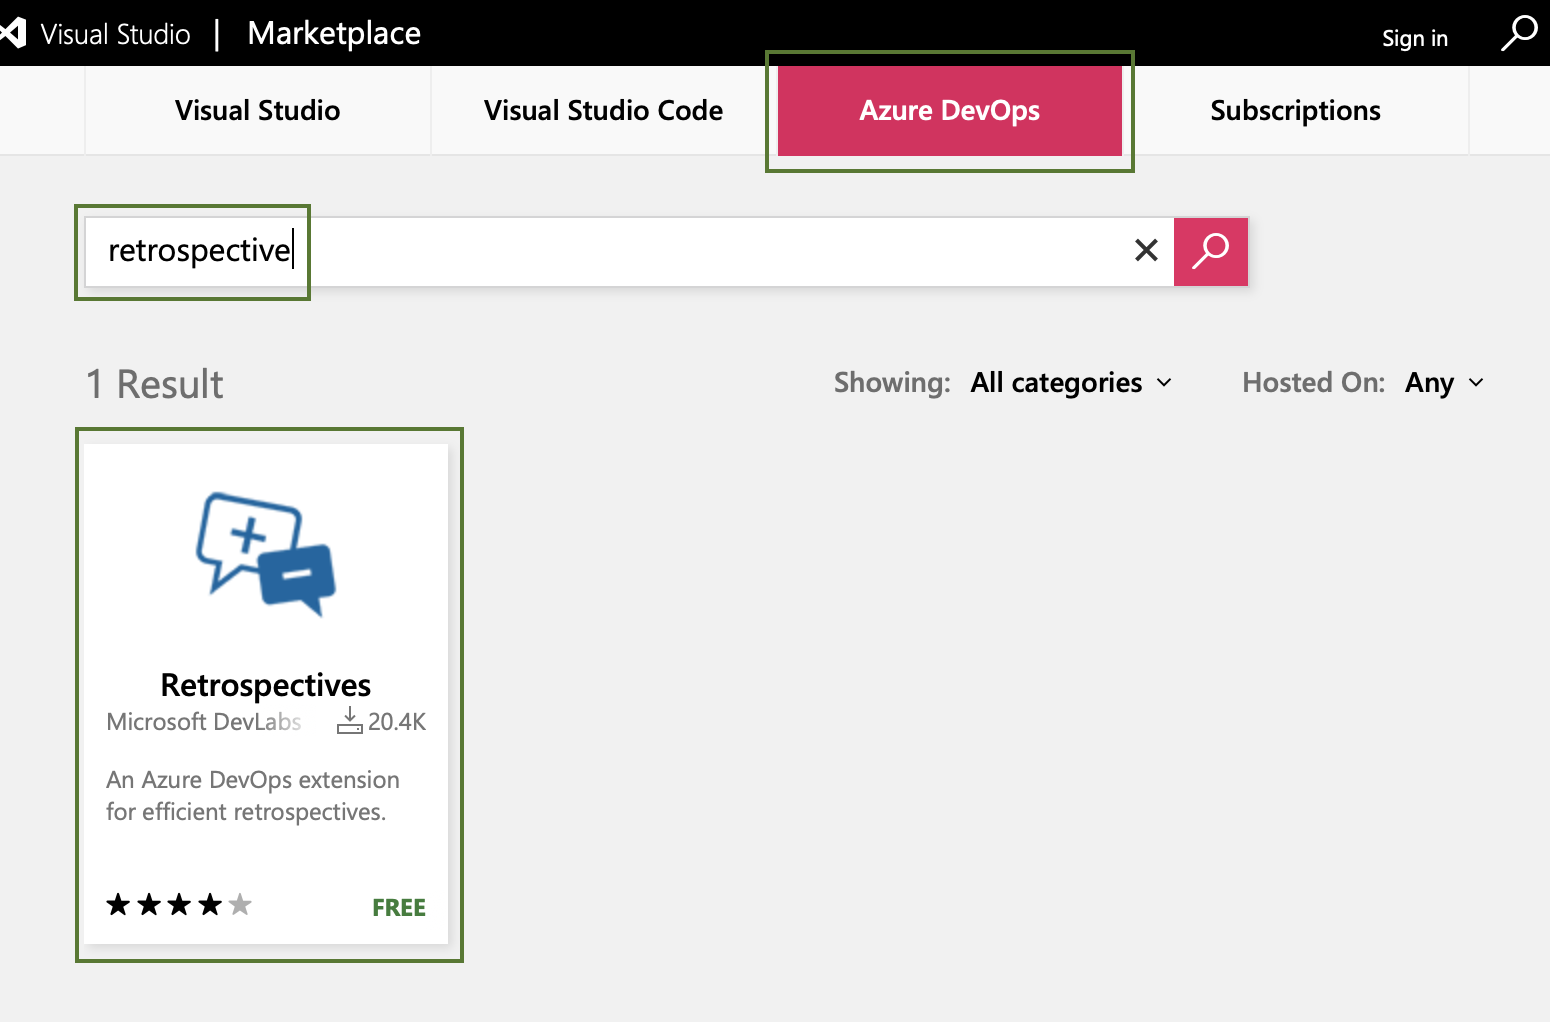 Visual Studio | Marketplace
Sign in
Visual Studio
Visual Studio Code
Azure DevOps
Subscriptions
retrospective
1 Result
Showing: All categories
Hosted On: Any
Retrospectives
Microsoft DevLabs
20.4K
An Azure DevOps extension
for efficient retrospectives.
FREE